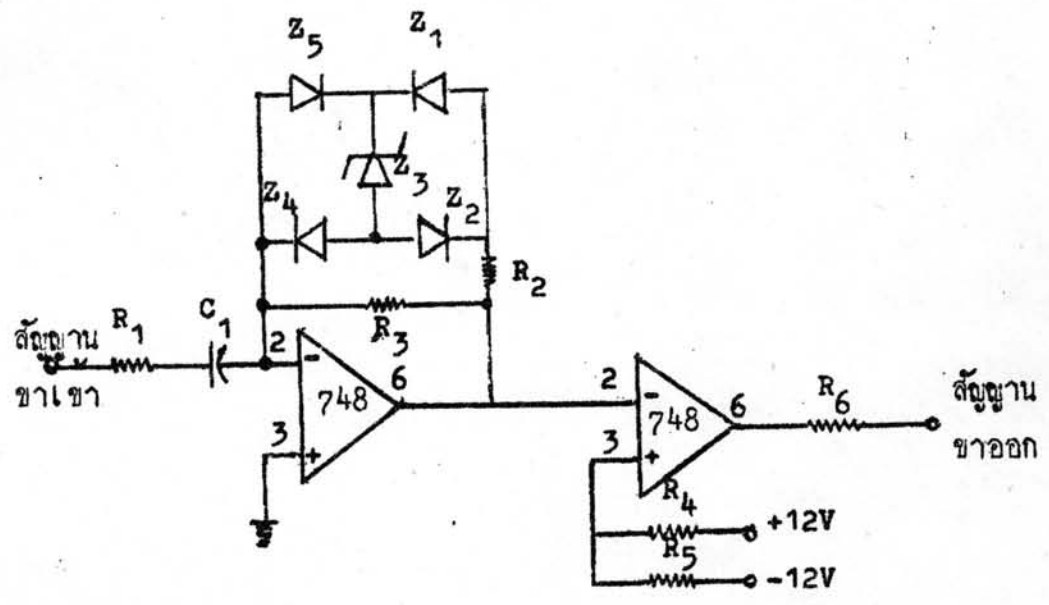 Z5
Z1
Z3
Z4
Z2
R2
R3
สัญญาน
ขาเขา
R1
C1
2
-
748
6
3
+
2
-
748
6
3
+
R6
สัญญาน
ขาออก
R4
+12V
R5
-12V